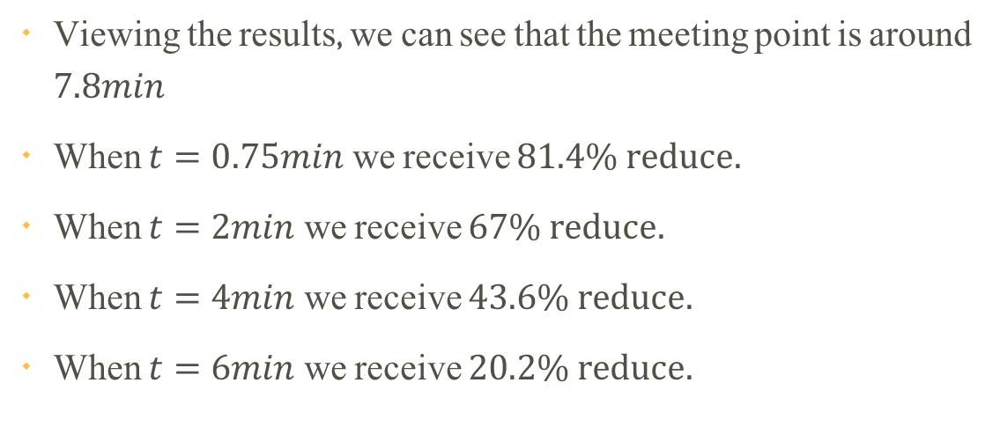 Viewing the results, we can see that the meeting point is around
7.8min
When t = 0.75min we receive 81.4% reduce.
When t = 2min we receive 67% reduce.
When t = 4min we receive 43.6% reduce.
When t = 6min we receive 20.2% reduce.